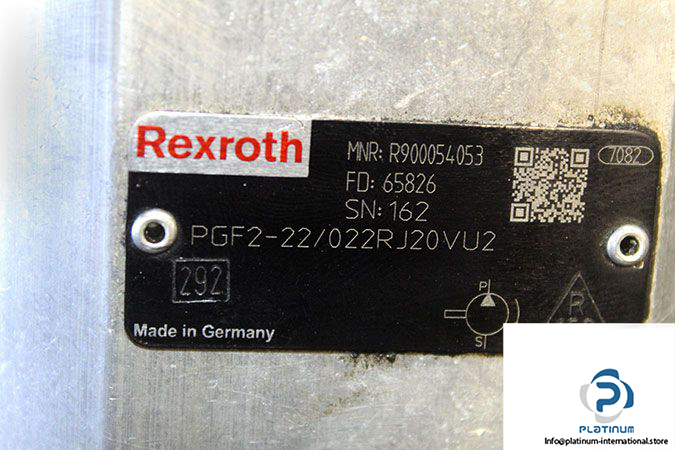 Rexroth
MNR: R900054053
FD: 65826
SN: 162
7082
PGF2-22/022RJ20VU2
292
P
S
R
Made in Germany
PLATINUM
Info@platinum-international.store